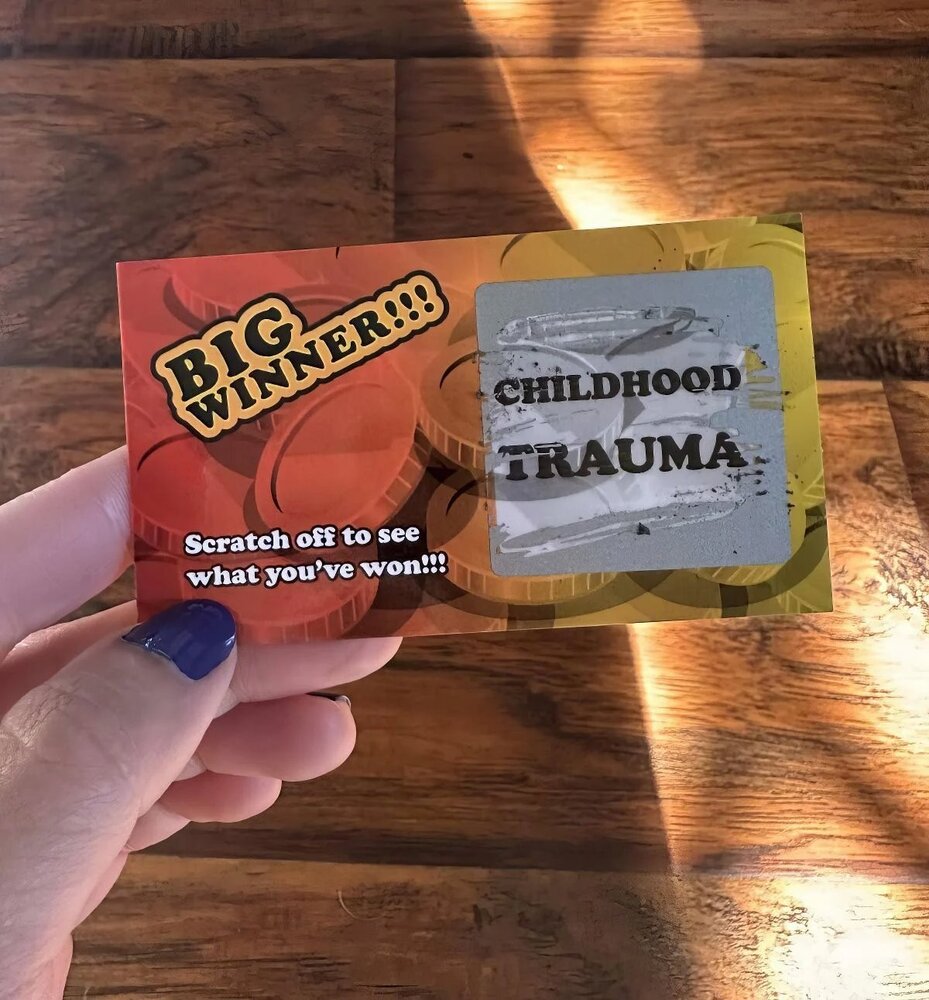 BIG
WINNER!!!
Scratch off to see
what you've won!!!
CHILDHOOD
TRAUMA